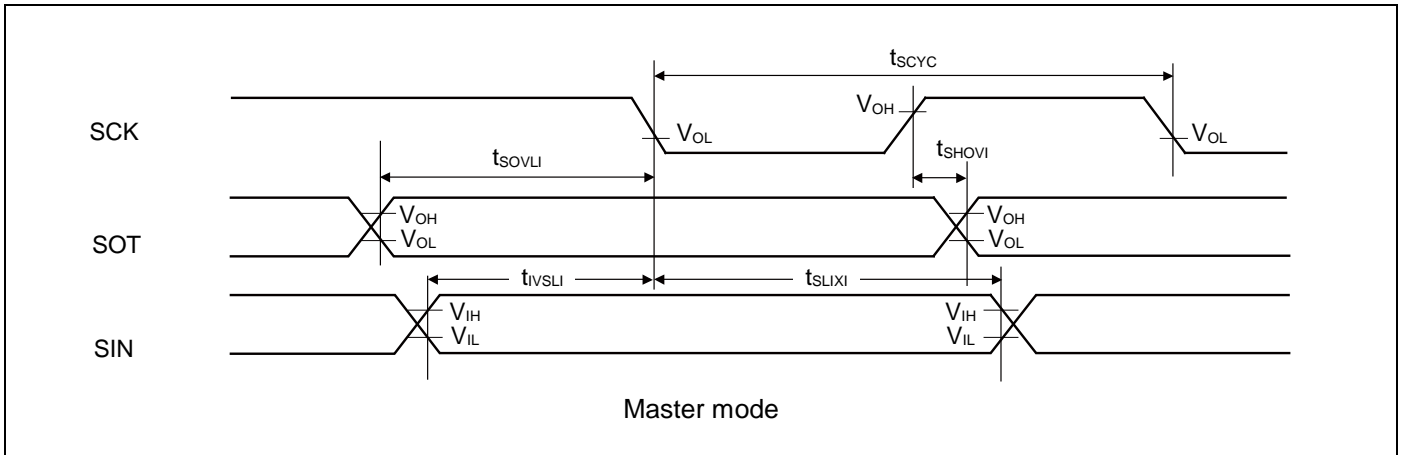 tSCYC
SCK
VOH
VOL
VOL
tSOVLI
tSHOVI
SOT
VOH
VOL
VOH
VOL
tIVSLI
tSLIXI
SIN
VIH
VIL
VIH
VIL
Master mode